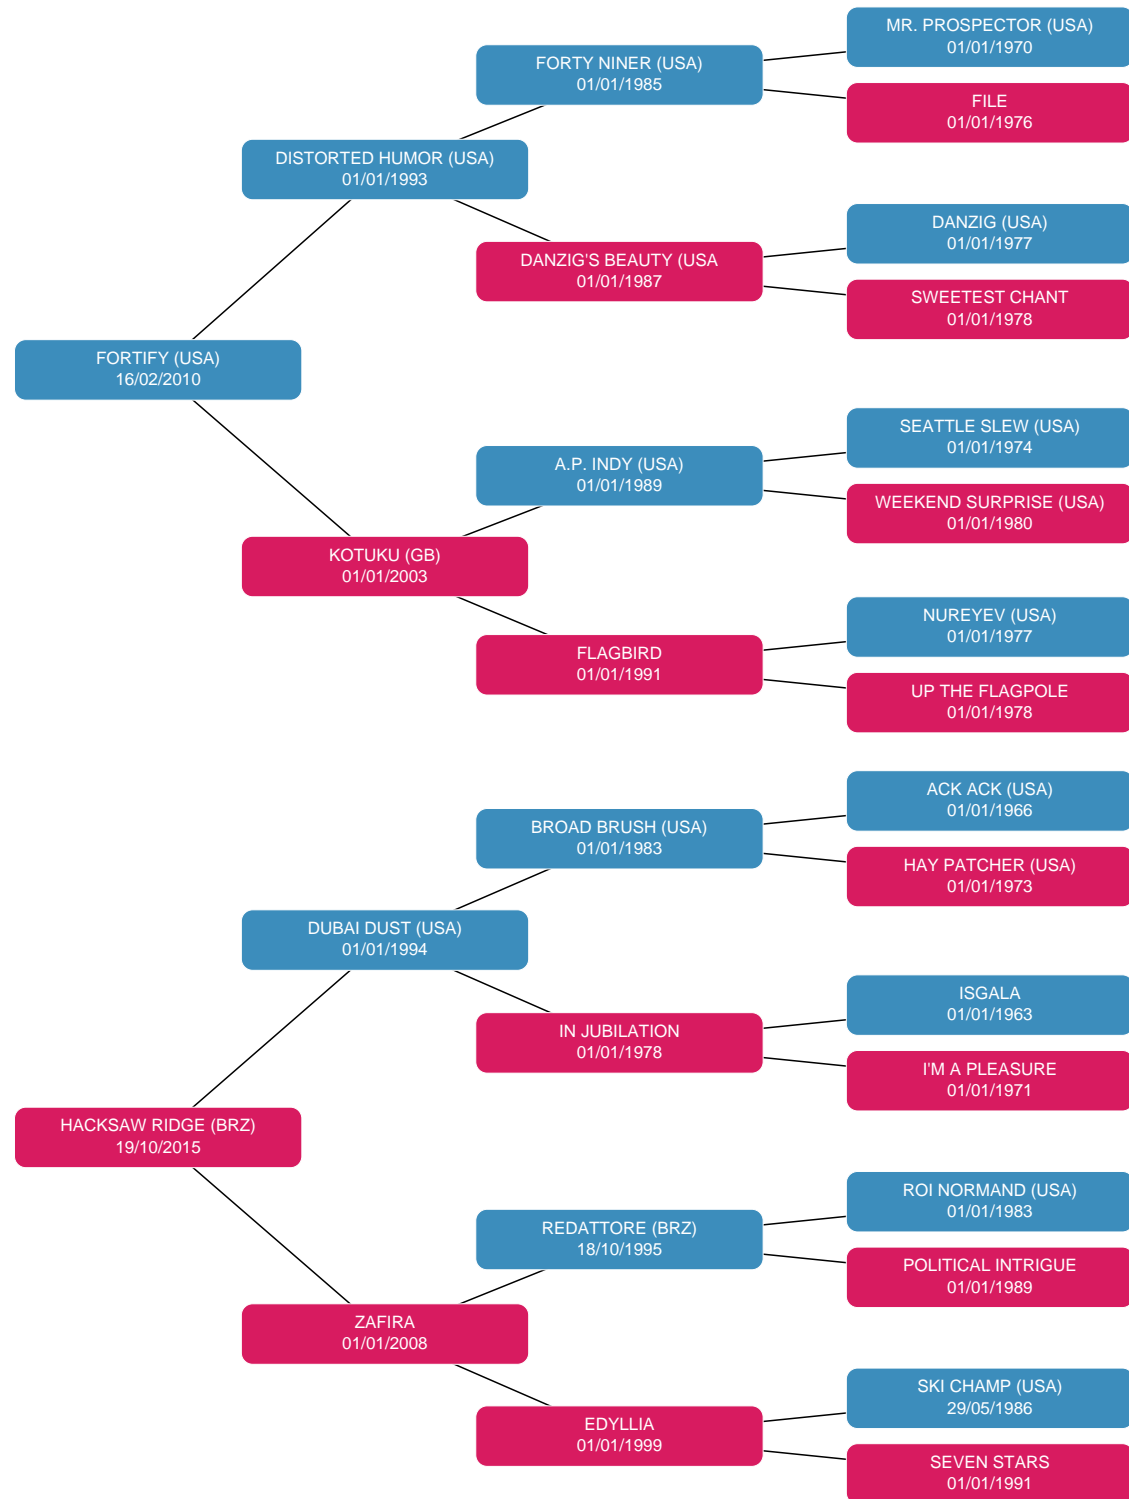 MR. PROSPECTOR (USA)
01/01/1970
FORTY NINER (USA)
01/01/1985
FILE
01/01/1976
DISTORTED HUMOR (USA)
01/01/1993
DANZIG (USA)
01/01/1977
DANZIG'S BEAUTY (USA
01/01/1987
SWEETEST CHANT
01/01/1978
FORTIFY (USA)
16/02/2010
SEATTLE SLEW (USA)
01/01/1974
A.P. INDY (USA)
01/01/1989
WEEKEND SURPRISE (USA)
01/01/1980
KOTUKU (GB)
01/01/2003
NUREYEV (USA)
01/01/1977
FLAGBIRD
01/01/1991
UP THE FLAGPOLE
01/01/1978
ACK ACK (USA)
01/01/1966
BROAD BRUSH (USA)
01/01/1983
HAY PATCHER (USA)
01/01/1973
DUBAI DUST (USA)
01/01/1994
ISGALA
01/01/1963
IN JUBILATION
01/01/1978
I'M A PLEASURE
01/01/1971
HACKSAW RIDGE (BRZ)
19/10/2015
ROI NORMAND (USA)
01/01/1983
REDATTORE (BRZ)
18/10/1995
POLITICAL INTRIGUE
01/01/1989
ZAFIRA
01/01/2008
SKI CHAMP (USA)
29/05/1986
EDYLLIA
01/01/1999
SEVEN STARS
01/01/1991